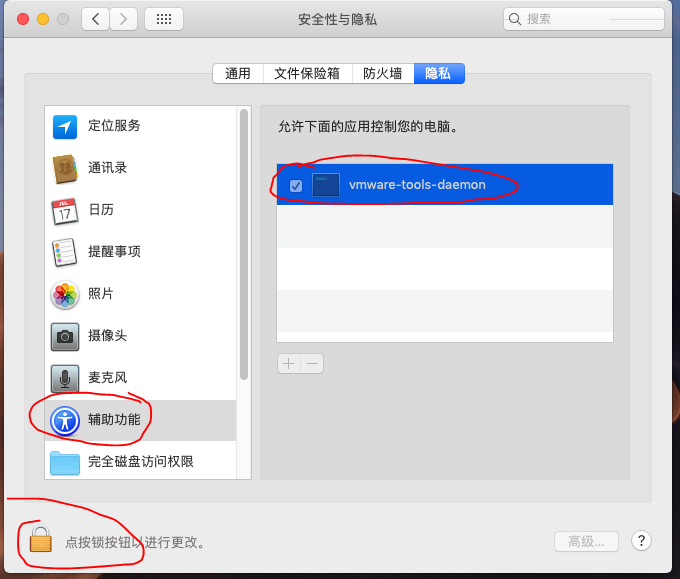 安全性与隐私
搜索
通用
文件保险箱
防火墙
隐私
定位服务
通讯录
JUL
17
日历
提醒事项
照片
摄像头
麦克风
辅助功能
完全磁盘访问权限
允许下面的应用控制您的电脑。
vmware-tools-daemon
点按锁按钮以进行更改。
高级...
?